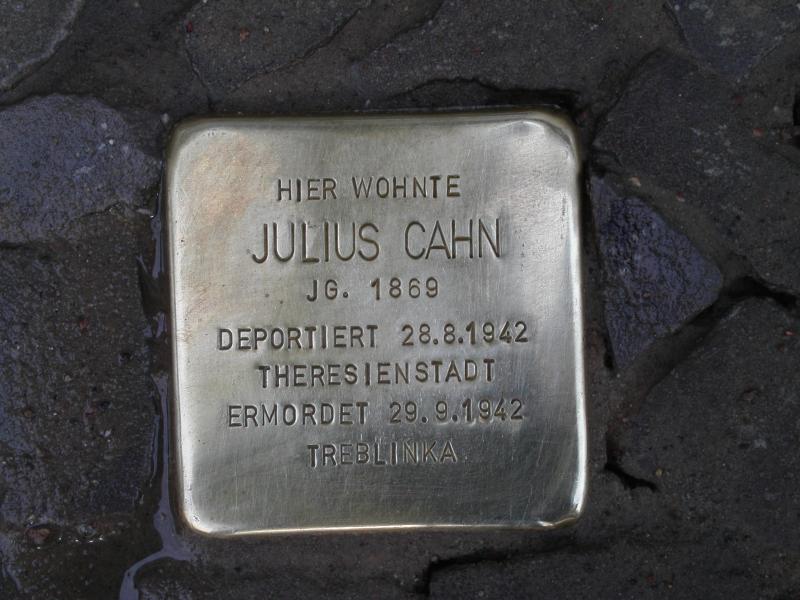 HIER WOHNTE
JULIUS CAHN
JG. 1869
DEPORTIERT 28.8.1942
THERESIENSTADT
ERMORDET 29.9.1942
TREBLINKA